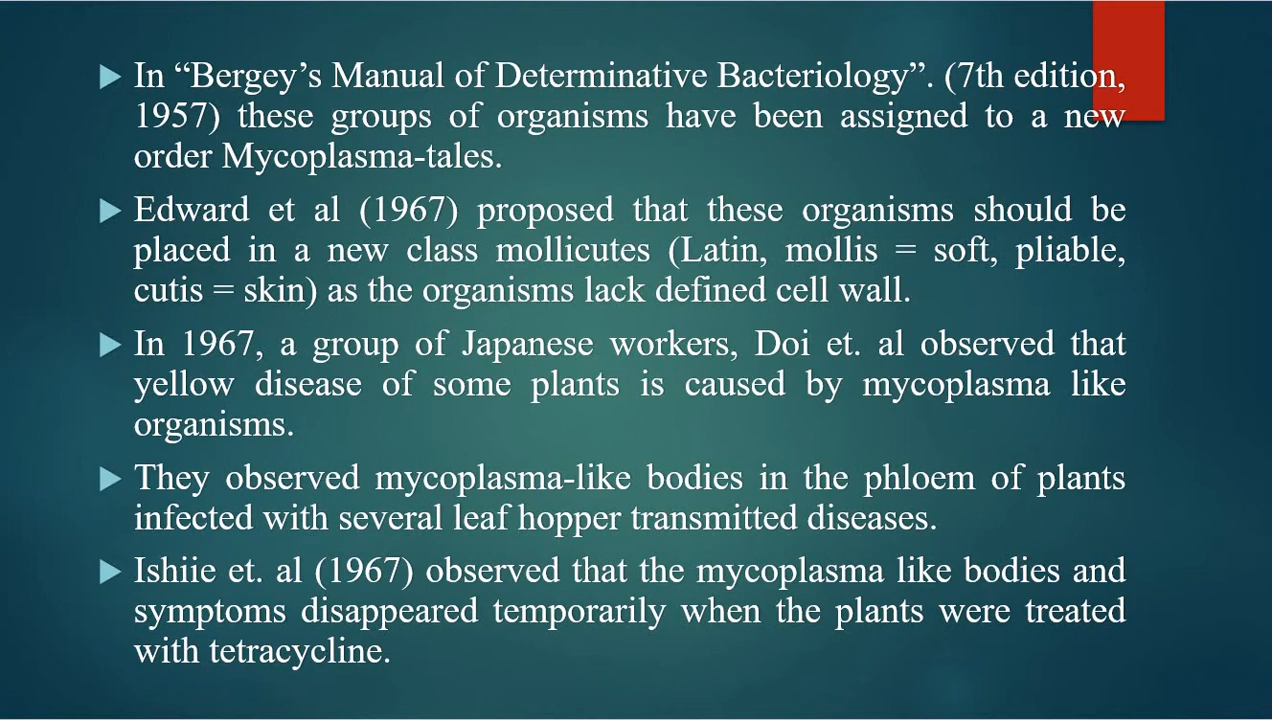 In “Bergey’s Manual of Determinative Bacteriology”. (7th edition,
1957) these groups of organisms have been assigned to a new
order Mycoplasma-tales.
Edward et al (1967) proposed that these organisms should be
placed in a new class mollicutes (Latin, mollis = soft, pliable,
cutis = skin) as the organisms lack defined cell wall.
In 1967, a group of Japanese workers, Doi et. al observed that
yellow disease of some plants is caused by mycoplasma like
organisms.
They observed mycoplasma-like bodies in the phloem of plants
infected with several leaf hopper transmitted diseases.
Ishiie et. al (1967) observed that the mycoplasma like bodies and
symptoms disappeared temporarily when the plants were treated
with tetracycline.